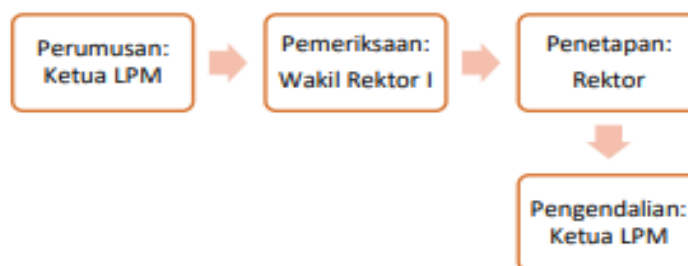 Perumusan:
Ketua LPM
Pemeriksaan:
Wakil Rektor I
Penetapan:
Rektor
Pengendalian:
Ketua LPM